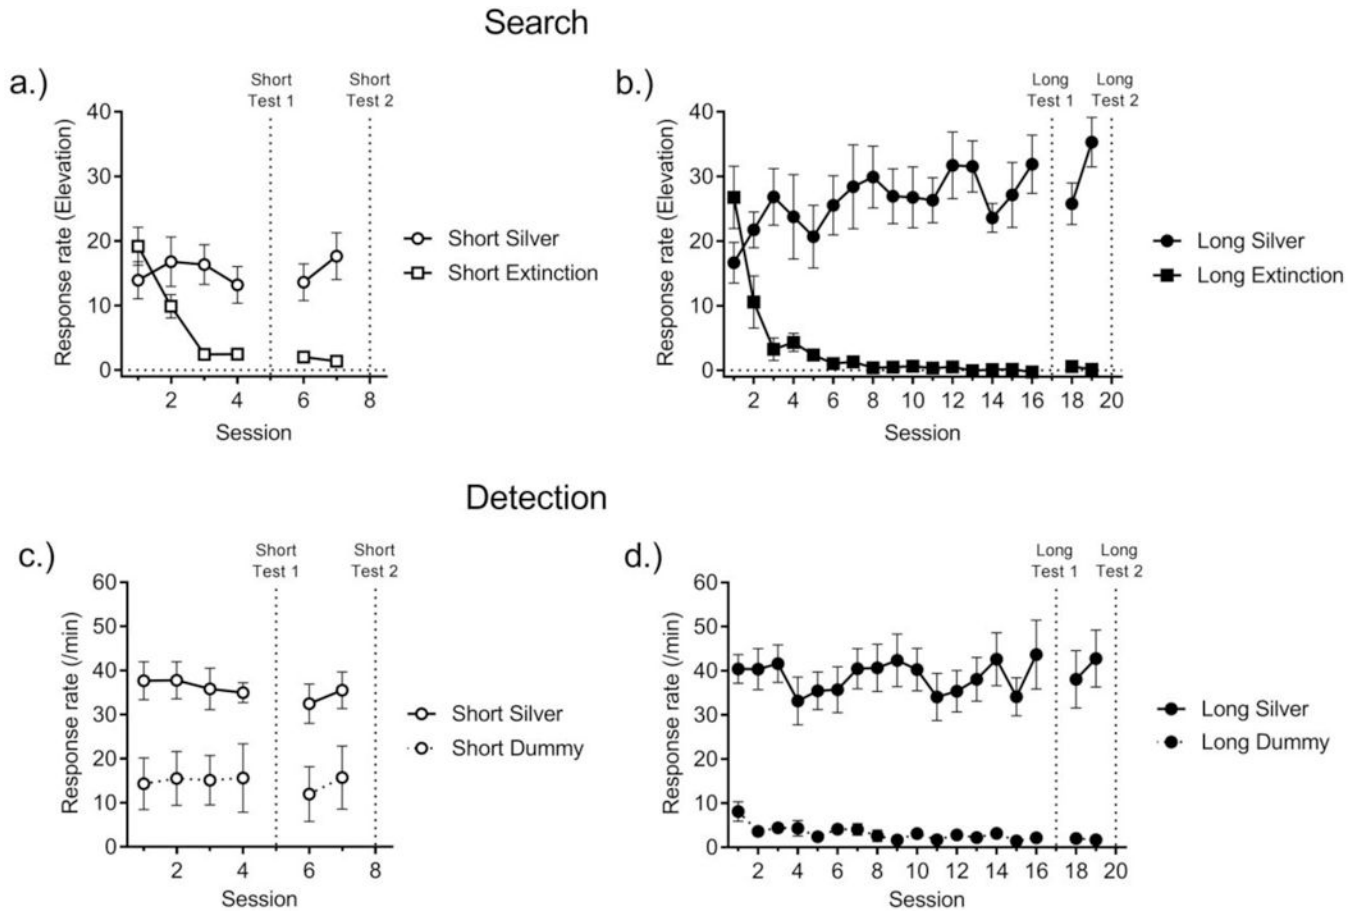 Search
a.)
Short
Test 1
Short
Test 2
Response rate (Elevation)
40
30
20
10
0
2
4
6
8
Session
Short Silver
Short Extinction
b.)
Long
Test 1
Long
Test 2
Response rate (Elevation)
40
30
20
10
0
2
4
6
8
10
12
14
16
18
20
Session
Long Silver
Long Extinction
Detection
c.)
Short
Test 1
Short
Test 2
Response rate (/min)
60
50
40
30
20
10
0
2
4
6
8
Session
Short Silver
Short Dummy
d.)
Long
Test 1
Long
Test 2
Response rate (/min)
60
50
40
30
20
10
0
2
4
6
8
10
12
14
16
18
20
Session
Long Silver
Long Dummy